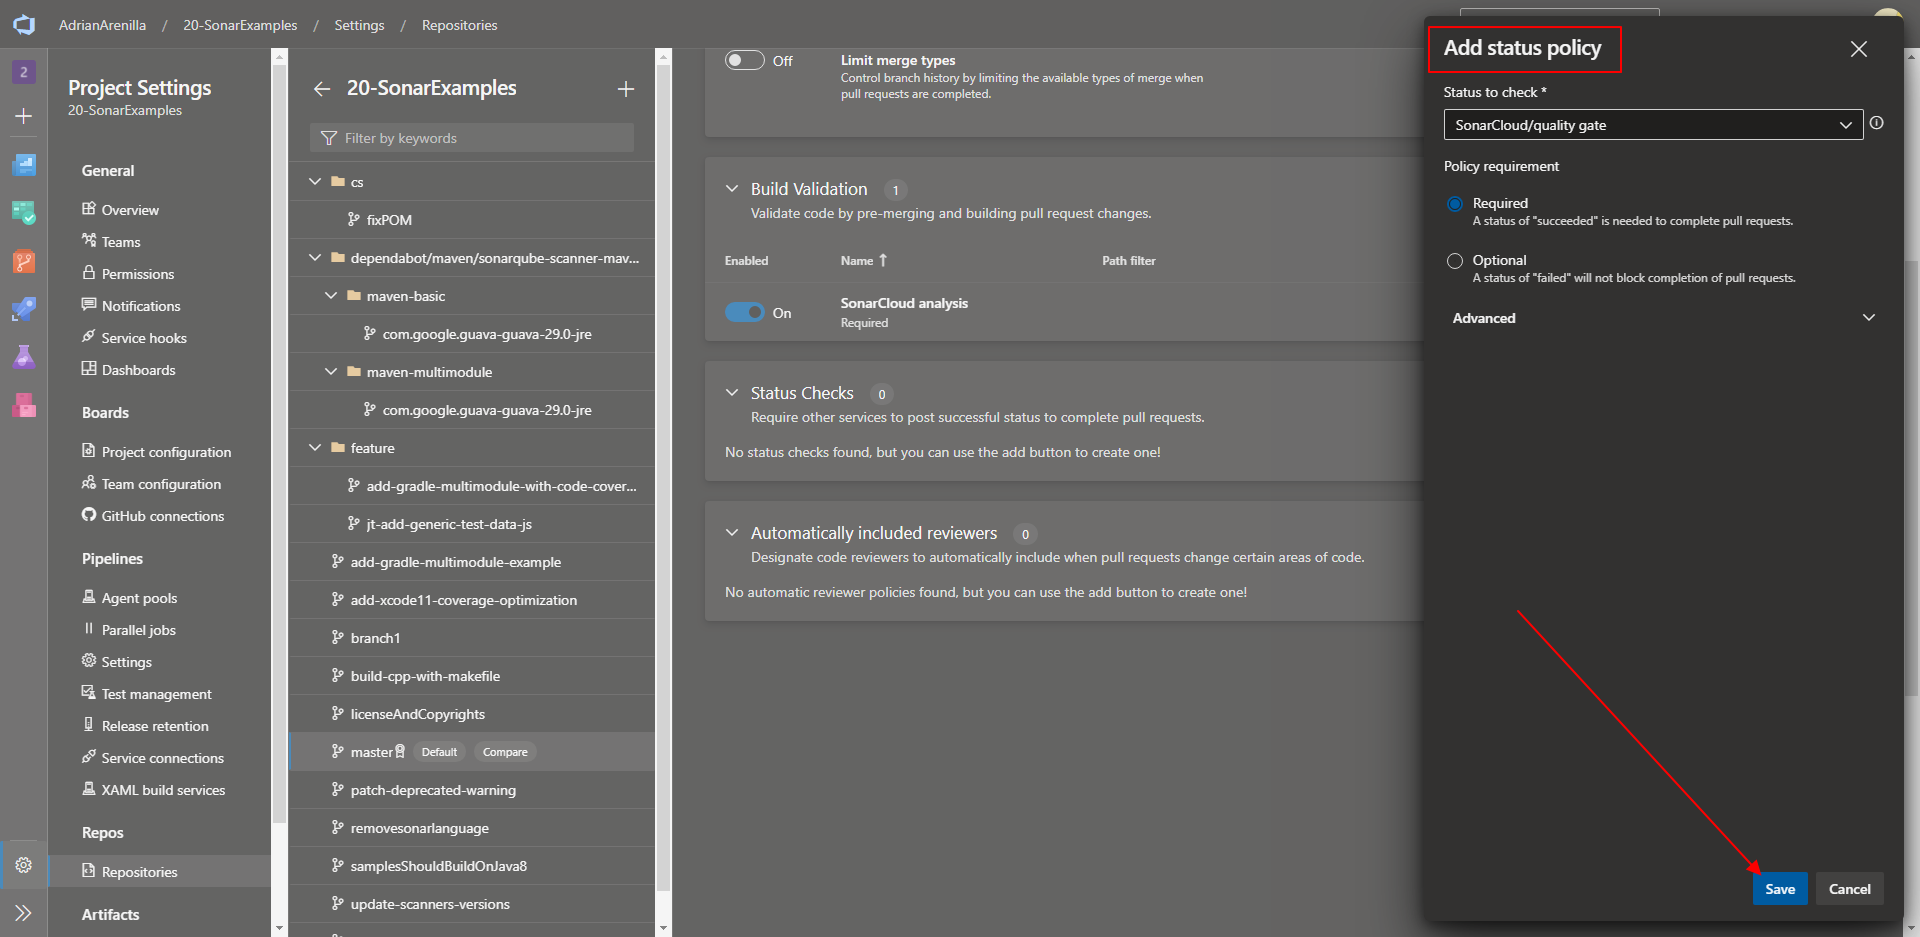 AdrianArenilla / 20-SonarExamples / Settings / Repositories
2
Project Settings
20-SonarExamples
General
Overview
Teams
Permissions
Notifications
Service hooks
Dashboards
Boards
Project configuration
Team configuration
GitHub connections
Pipelines
Agent pools
Parallel jobs
Settings
Test management
Release retention
Service connections
XAML build services
Repos
Repositories
Artifacts
20-SonarExamples
Filter by keywords
cs
fixPOM
dependabot/maven/sonarqube-scanner-mav...
maven-basic
com.google.guava-guava-29.0-jre
maven-multimodule
com.google.guava-guava-29.0-jre
feature
add-gradle-multimodule-with-code-cover...
jt-add-generic-test-data-js
add-gradle-multimodule-example
add-xcode11-coverage-optimization
branch1
build-cpp-with-makefile
licenseAndCopyrights
master Default Compare
patch-deprecated-warning
removesonarlanguage
samplesShouldBuildOnJava8
update-scanners-versions
Off Limit merge types
Control branch history by limiting the available types of merge when
pull requests are completed.
Build Validation 1
Validate code by pre-merging and building pull request changes.
Enabled Name Path filter
On SonarCloud analysis
Required
Status Checks 0
Require other services to post successful status to complete pull requests.
No status checks found, but you can use the add button to create one!
Automatically included reviewers 0
Designate code reviewers to automatically include when pull requests change certain areas of code.
No automatic reviewer policies found, but you can use the add button to create one!
Add status policy
Status to check *
SonarCloud/quality gate
Policy requirement
Required
A status of "succeeded" is needed to complete pull requests.
Optional
A status of "failed" will not block completion of pull requests.
Advanced
Save Cancel